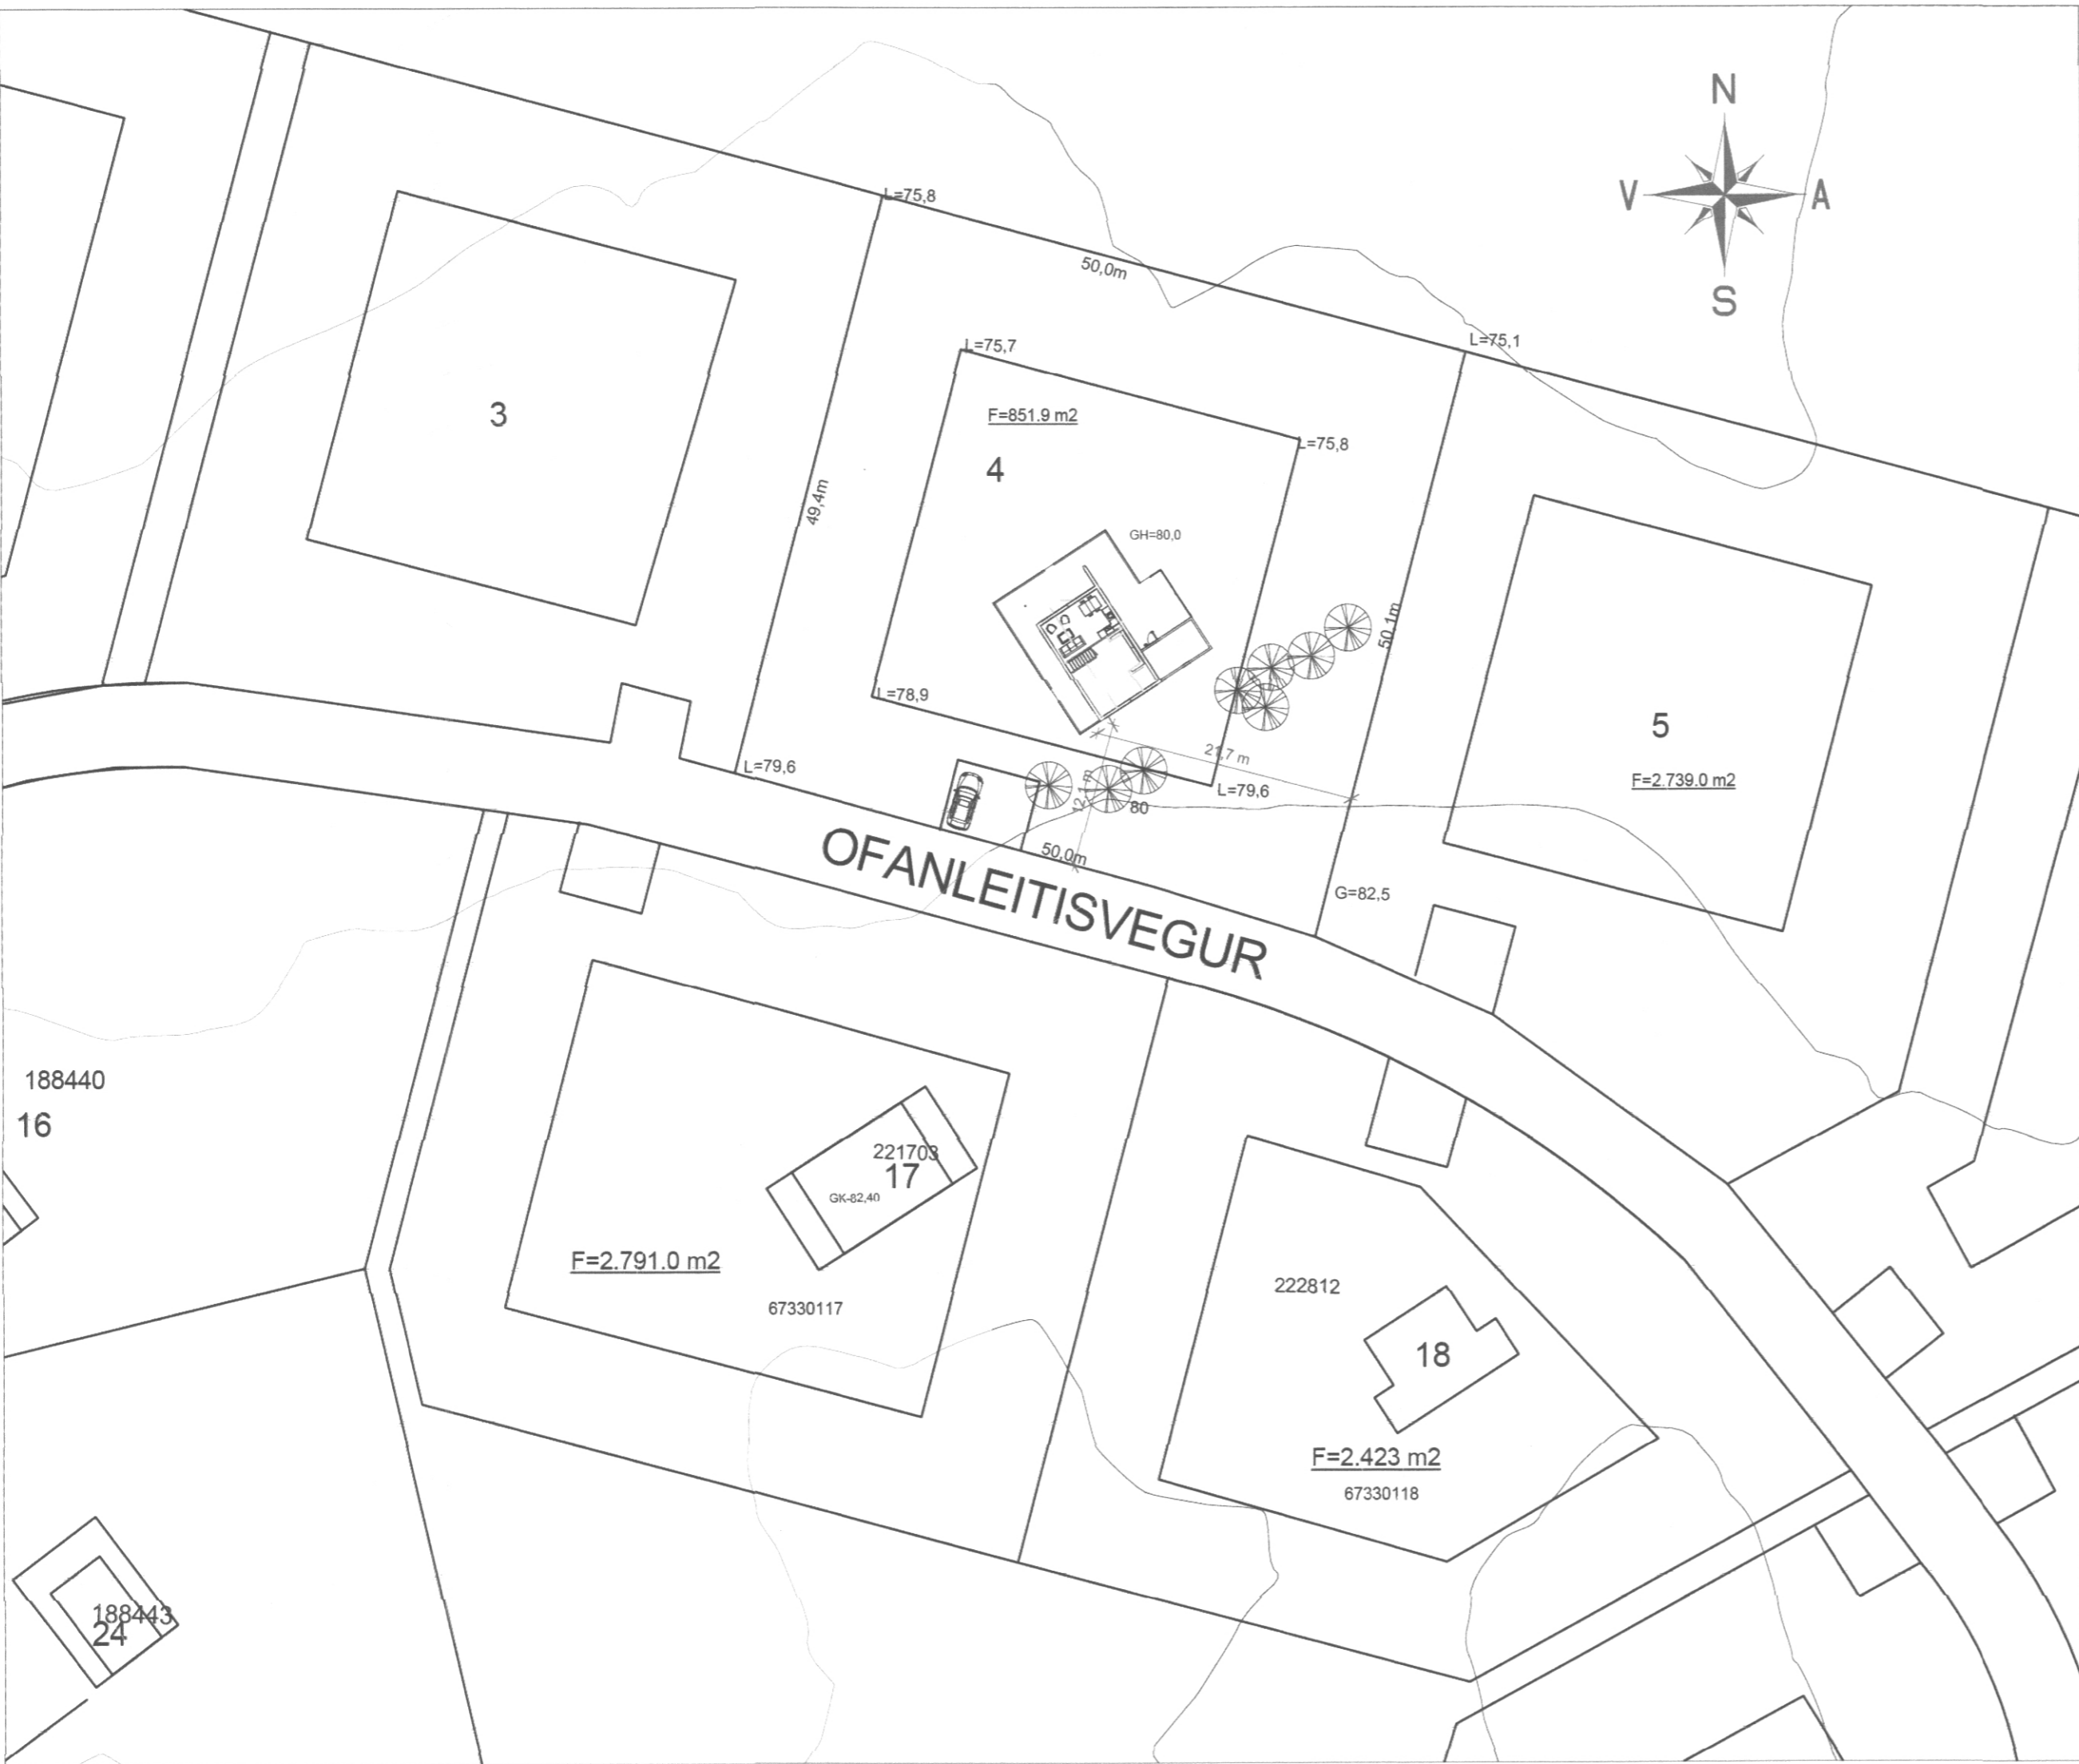 N
V A
S
L=75,8
50,0m
L=75,1
L=75,7
F=851.9 m2
L=75,8
3
4
49,4m
GH=80,0
50,1m
L=78,9
5
21,7 m
L=79,6
12,1 m
L=79,6
80
F=2.739.0 m2
50,0m
OFANLEITISVEGUR
G=82,5
188440
16
221703
17
GK-82,40
F=2.791.0 m2
67330117
222812
18
F=2.423 m2
67330118
188443
24